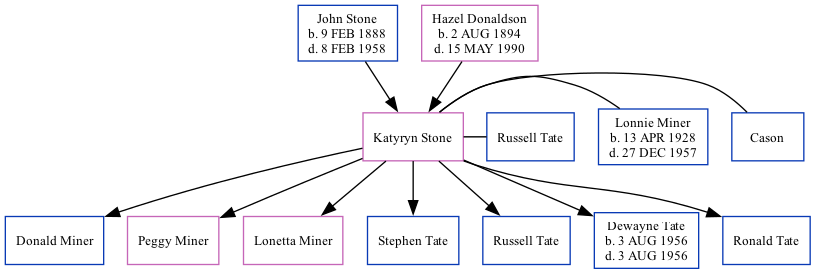 John Stone
b. 9 FEB 1888
d. 8 FEB 1958
Hazel Donaldson
b. 2 AUG 1894
d. 15 MAY 1990
Katyryn Stone
Russell Tate
Lonnie Miner
b. 13 APR 1928
d. 27 DEC 1957
Cason
Donald Miner
Peggy Miner
Lonetta Miner
Stephen Tate
Russell Tate
Dewayne Tate
b. 3 AUG 1956
d. 3 AUG 1956
Ronald Tate